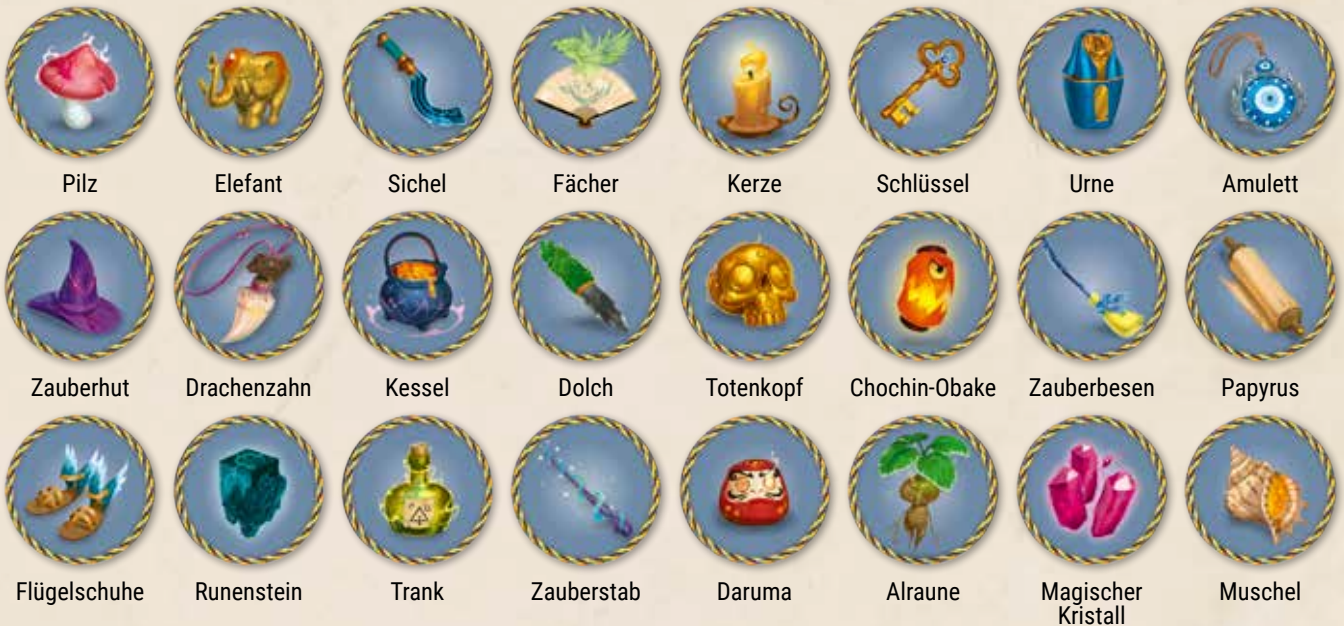 Pilz Elefant Sichel Fächer Kerze Schlüssel Urne Amulett
Zauberhut Drachenzahn Kessel Dolch Totenkopf Chochin-Obake Zauberbesen Papyrus
Flügelschuhe Runenstein Trank Zauberstab Daruma Alraune Magischer Muschel
Kristall